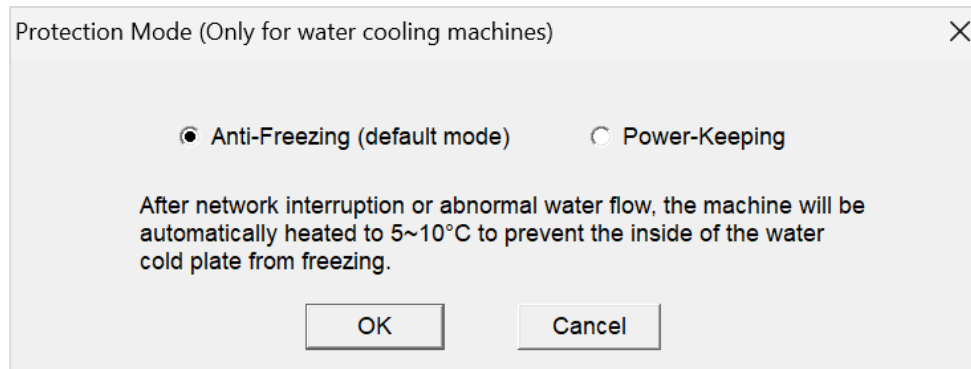 Protection Mode (Only for water cooling machines)
Anti-Freezing (default mode) Power-Keeping
After network interruption or abnormal water flow, the machine will be
automatically heated to 5~10°C to prevent the inside of the water
cold plate from freezing.
OK Cancel